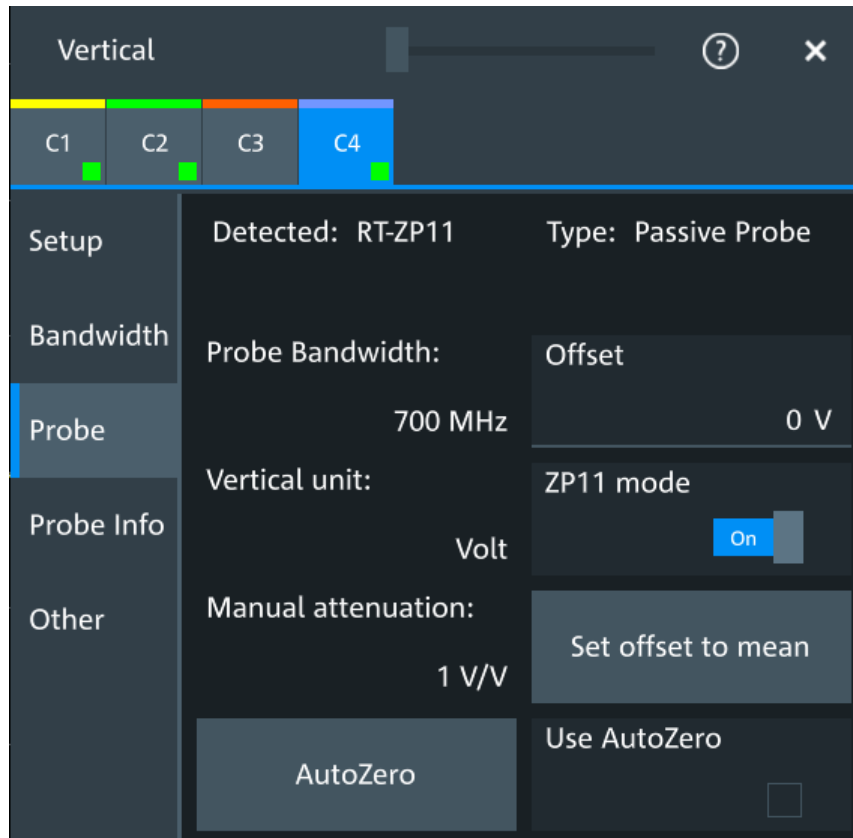 Vertical
?
C1 C2 C3 C4
Setup
Bandwidth
Probe
Probe Info
Other
Detected: RT-ZP11 Type: Passive Probe
Probe Bandwidth:
700 MHz
Offset
0 V
Vertical unit:
Volt
ZP11 mode
On
Manual attenuation:
1 V/V
Set offset to mean
AutoZero
Use AutoZero